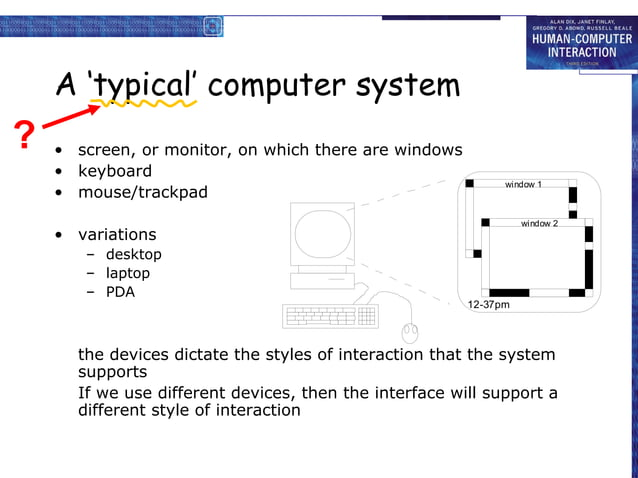 ALAN DIX, JANET FINLAY,
GREGORY D. ABOWD, RUSSELL BEALE
HUMAN-COMPUTER
INTERACTION
THIRD EDITION
A ‘typical’ computer system
?
• screen, or monitor, on which there are windows
• keyboard
• mouse/trackpad
• variations
– desktop
– laptop
– PDA
window 1
window 2
12-37pm
the devices dictate the styles of interaction that the system
supports
If we use different devices, then the interface will support a
different style of interaction